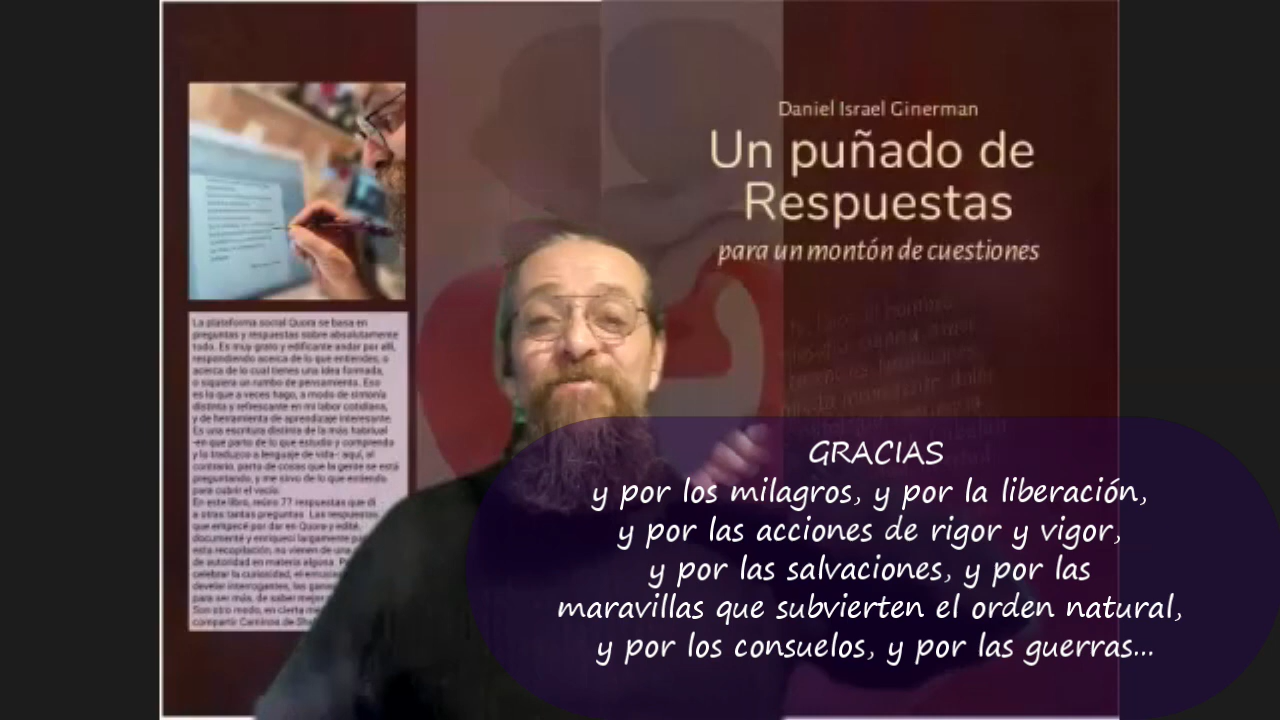 La plataforma social Quora se basa en
preguntas y respuestas sobre absolutamente
todo. Es muy grato y edificante andar por allí,
respondiendo acerca de lo que entiendes, o
acerca de lo cual tienes una idea formada,
o siquiera un rumbo de pensamiento. Eso
es lo que a veces hago, a modo de
distinta y refrescante en mi labor cotidiana,
y de herramienta de aprendizaje interesante.
Es una escritura distinta de la más habitual
-en que parto de lo que estudio y comprendo
y lo traduzco a lenguaje de vida-: aquí, al
contrario, parto de cosas que la gente se está
preguntando, y me sirvo de lo que entiendo
para cubrir el vacío.
En este libro, reúno 77 respuestas que di
a otras tantas preguntas. Las respuestas
que empecé por dar en Quora y edité,
documenté y enriquecí largamente
esta recopilación, no vienen de una
de autoridad en materia alguna.
celebrar la curiosidad, el
develar interrogantes, las
para ser más, de saber mejor
Son otro modo, en cierta
compartir Caminos de
Daniel Israel Ginerman
Un puñado de
Respuestas
para un montón de cuestiones
GRACIAS
y por los milagros, y por la liberación,
y por las acciones de rigor y vigor,
y por las salvaciones, y por las
maravillas que subvierten el orden natural,
y por los consuelos, y por las guerras...